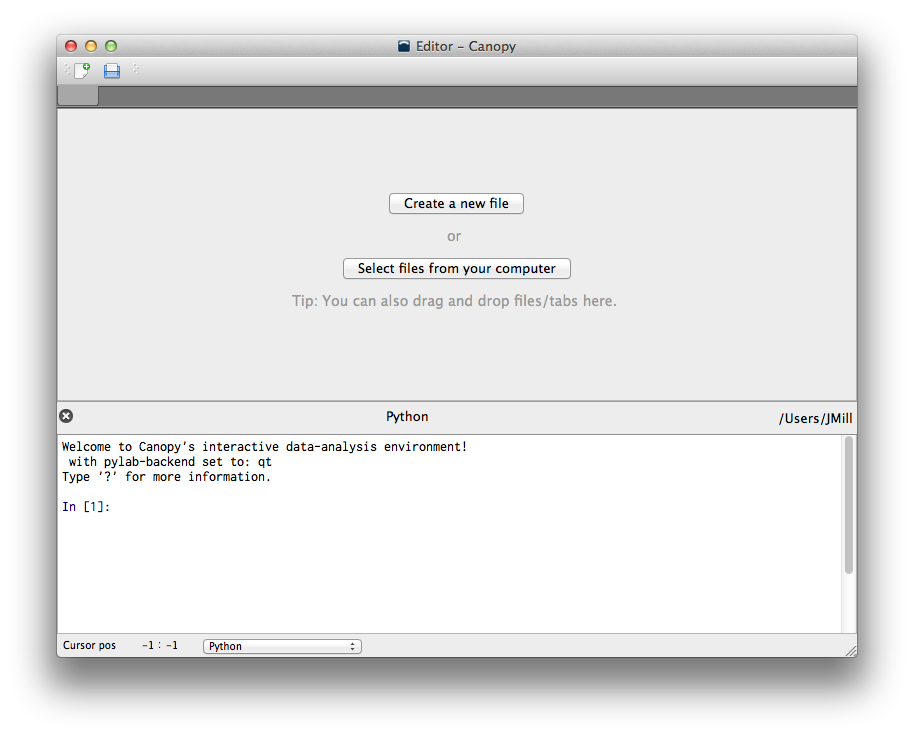 Editor – Canopy
Create a new file
or
Select files from your computer
Tip: You can also drag and drop files/tabs here.
Python
/Users/JMill
Welcome to Canopy's interactive data-analysis environment!
 with pylab-backend set to: qt
Type '?' for more information.
In [1]:
Cursor pos -1 : -1 Python